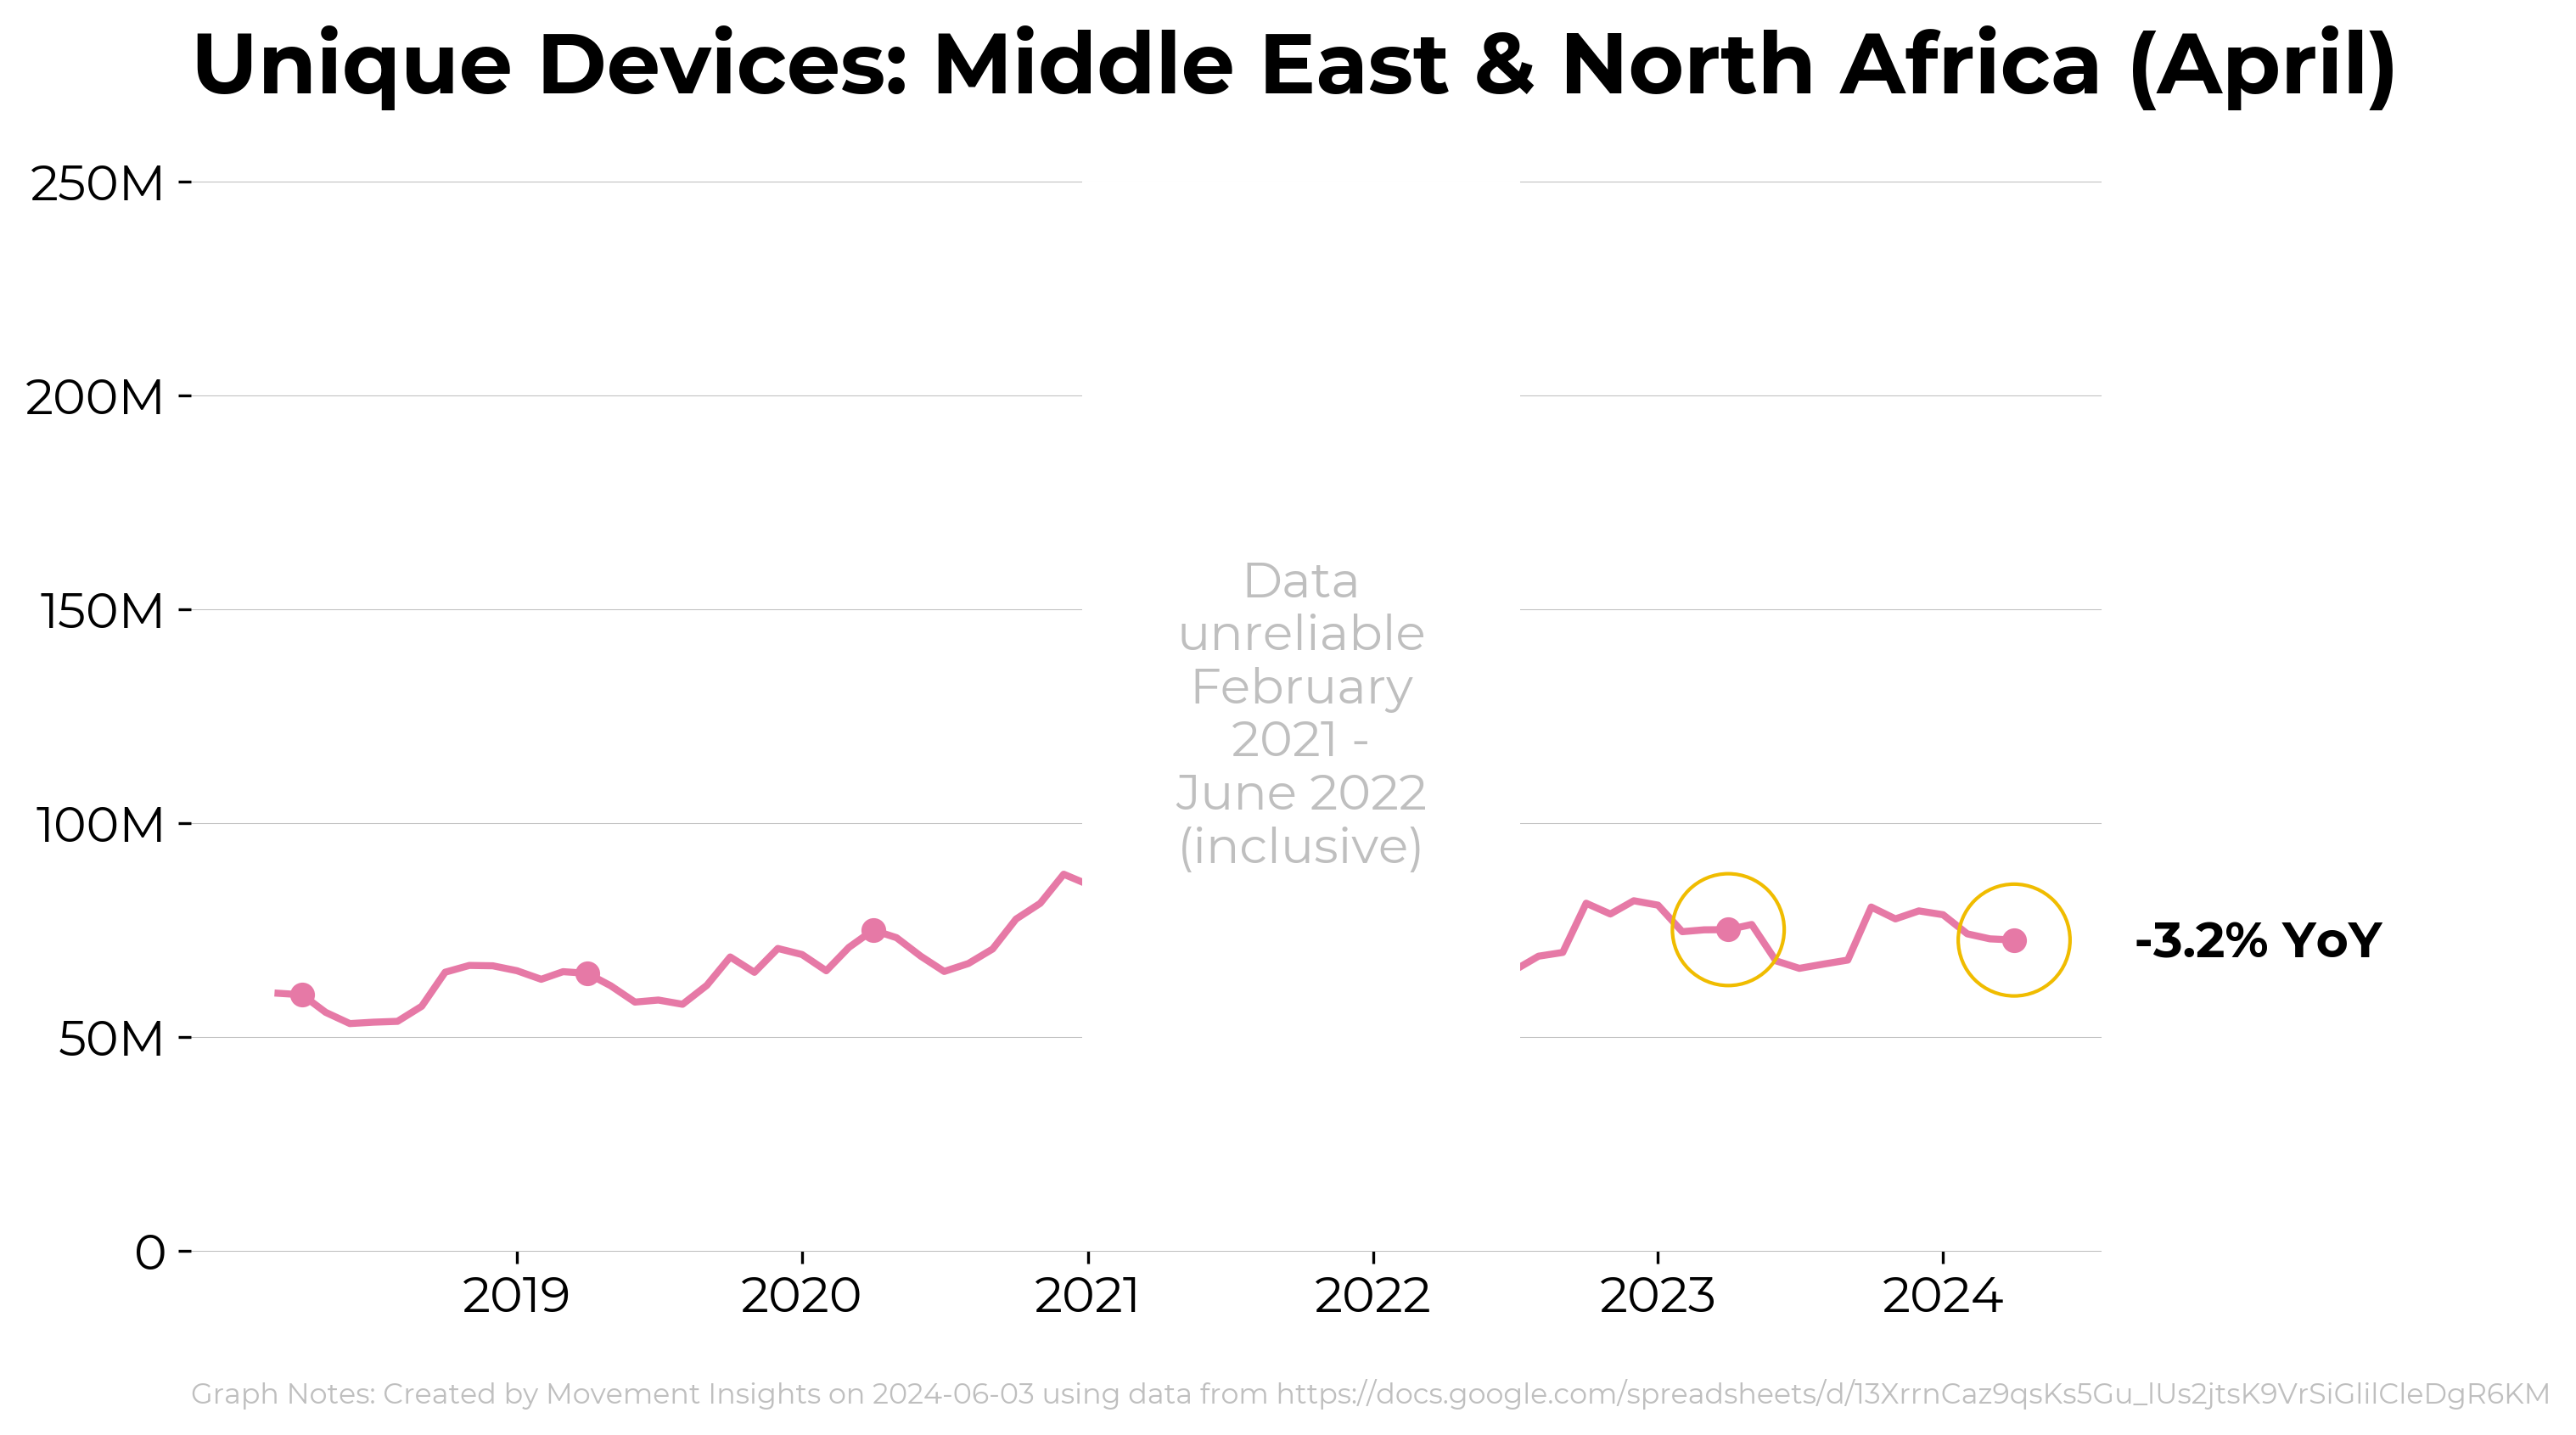 Unique Devices: Middle East & North Africa (April)
250M
200M
150M
100M
50M
0
Data
unreliable
February
2021 -
June 2022
(inclusive)
-3.2% YoY
2019
2020
2021
2022
2023
2024
Graph Notes: Created by Movement Insights on 2024-06-03 using data from https://docs.google.com/spreadsheets/d/13XrrnCaz9qsKs5Gu_lUs2jtsK9VrSiGlilCleDgR6KM